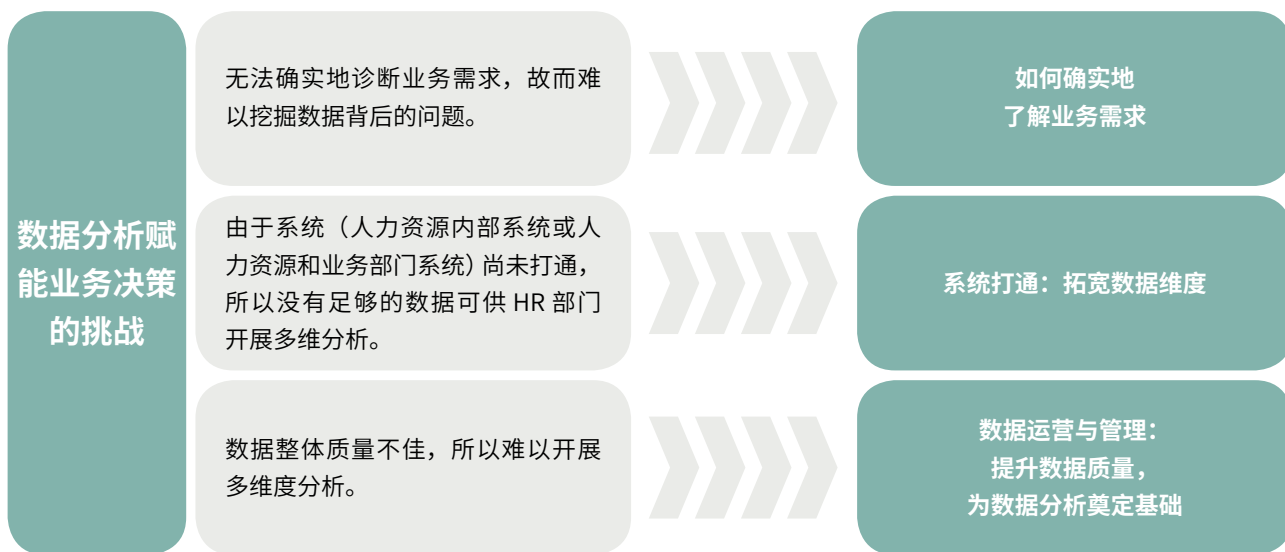 数据分析赋
能业务决策
的挑战
无法确实地诊断业务需求，故而难
以挖掘数据背后的问题。
如何确实地
了解业务需求
由于系统（人力资源内部系统或人
力资源和业务部门系统）尚未打通，
所以没有足够的数据可供 HR 部门
开展多维分析。
系统打通：拓宽数据维度
数据整体质量不佳，所以难以开展
多维度分析。
数据运营与管理：
提升数据质量，
为数据分析奠定基础